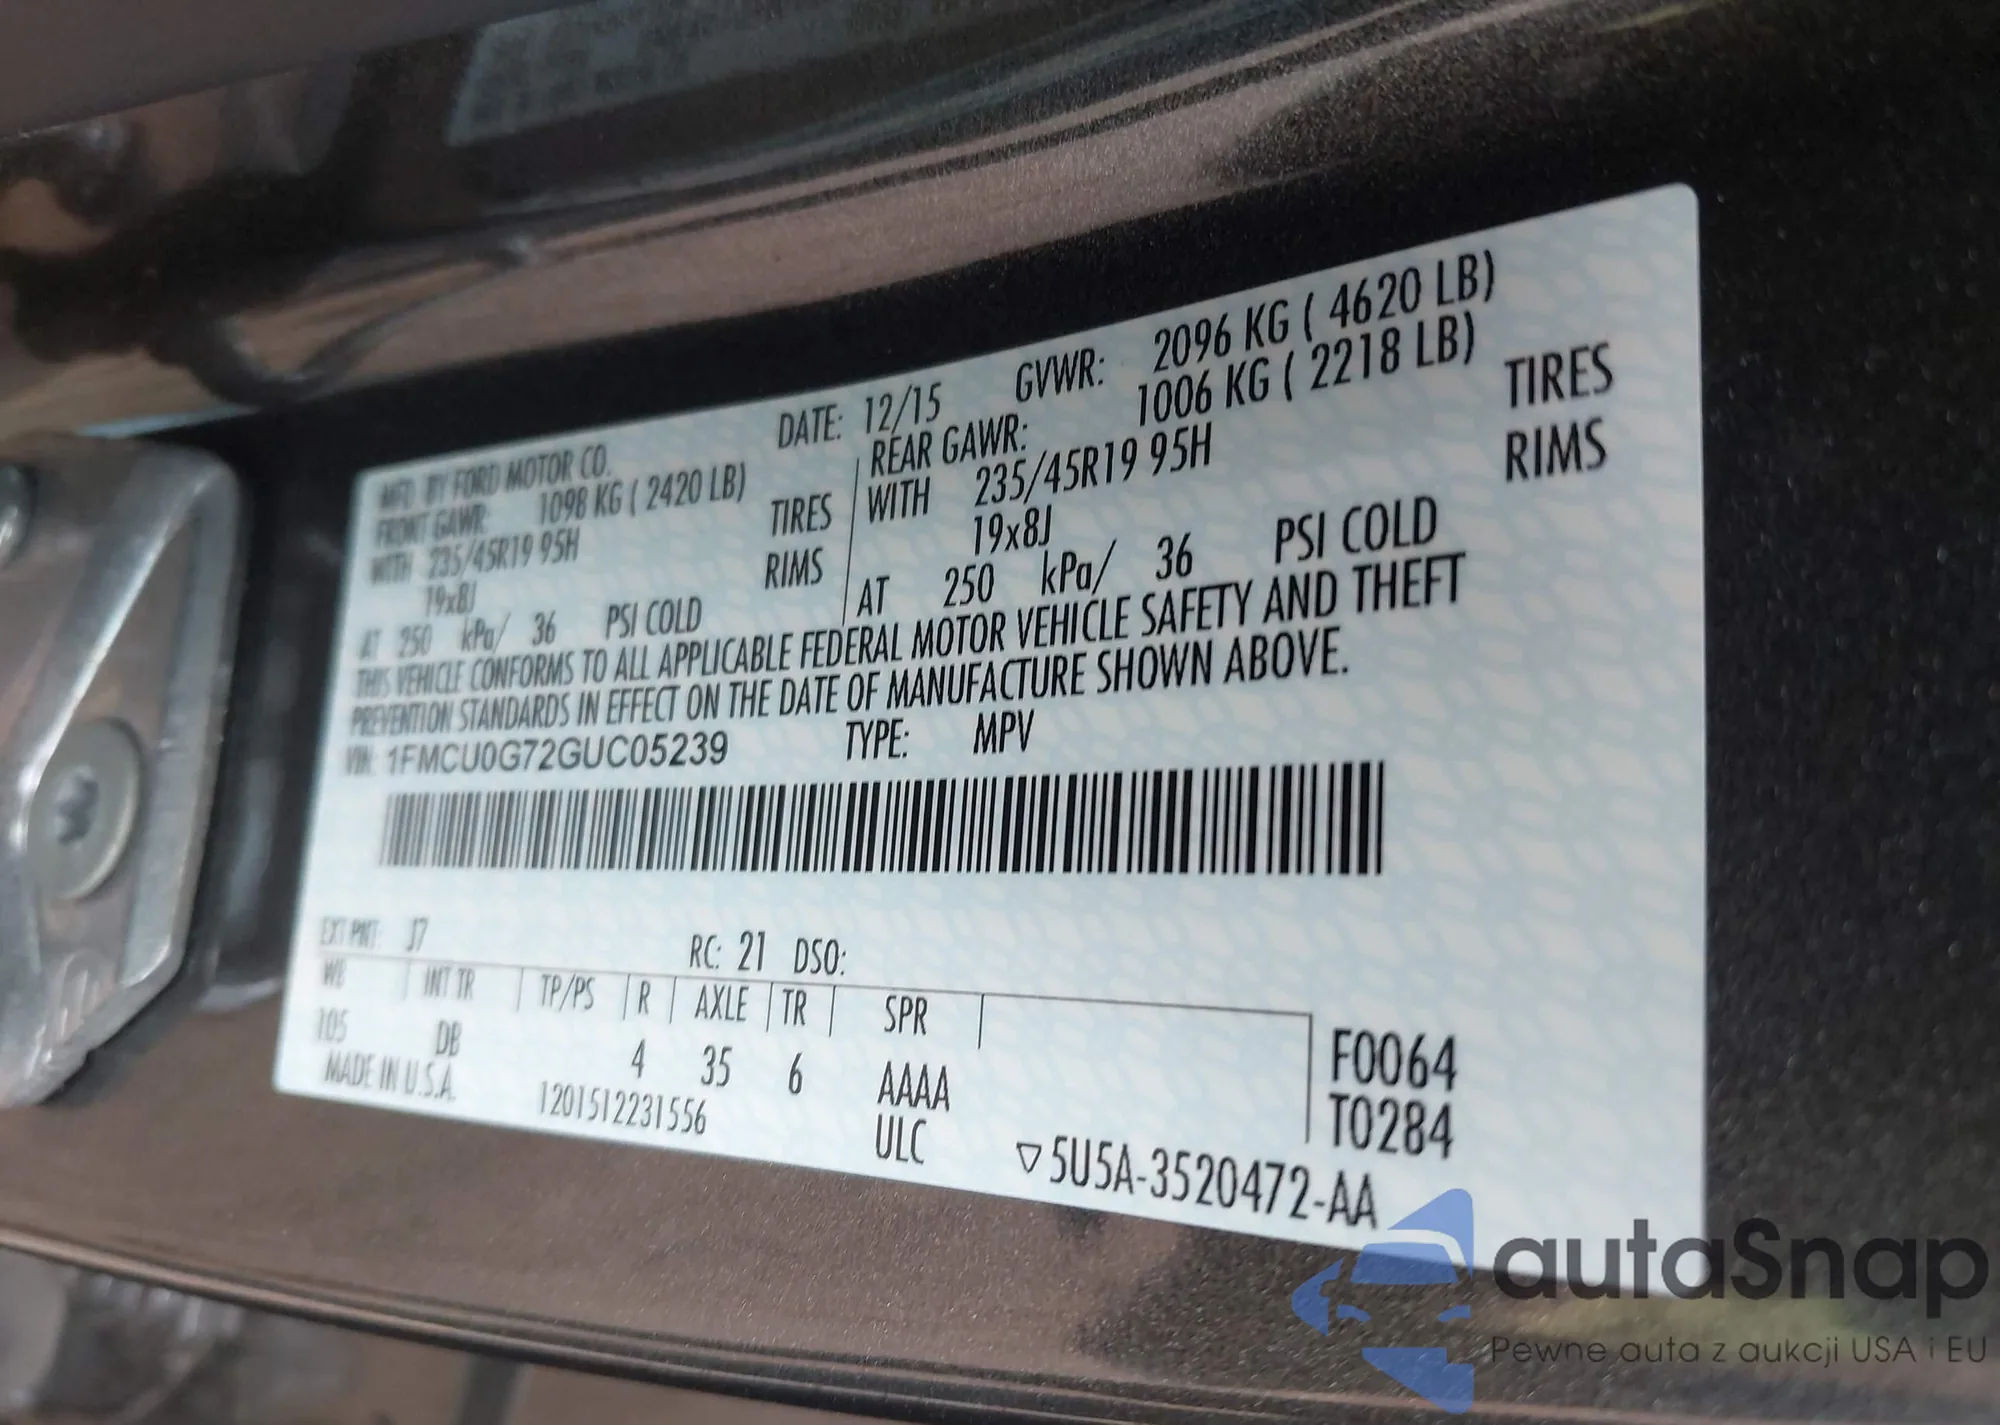 MFD. BY FORD MOTOR CO. DATE: 12/15 GVWR: 2096 KG ( 4620 LB)
FRONT GAWR: 1098 KG ( 2420 LB) REAR GAWR: 1006 KG ( 2218 LB)
WITH 235/45R19 95H TIRES WITH 235/45R19 95H TIRES
19x8J RIMS 19x8J RIMS
AT 250 kPa/ 36 PSI COLD AT 250 kPa/ 36 PSI COLD
THIS VEHICLE CONFORMS TO ALL APPLICABLE FEDERAL MOTOR VEHICLE SAFETY AND THEFT
PREVENTION STANDARDS IN EFFECT ON THE DATE OF MANUFACTURE SHOWN ABOVE.
VIN: 1FMCU0G72GUC05239 TYPE: MPV
EXT PNT: J7 RC: 21 DSO:
WB INT TR TP/PS R AXLE TR SPR
105 DB 4 35 6 AAAA F0064
MADE IN U.S.A. 1201512231556 ULC T0284
▽5U5A-3520472-AA
autaSnap
Pewne auta z aukcji USA i EU